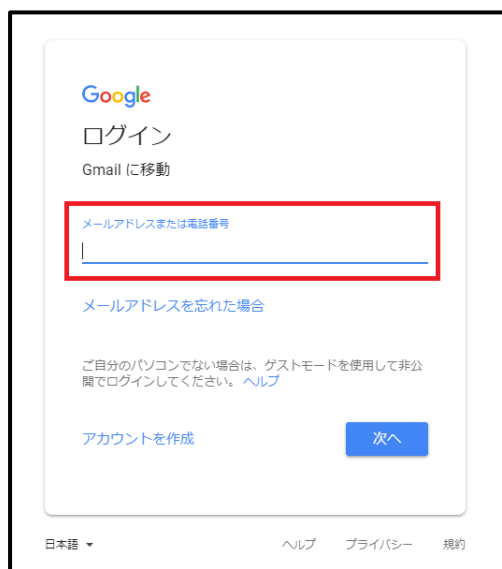 Google
ログイン
Gmail に移動
メールアドレスまたは電話番号
メールアドレスを忘れた場合
ご自分のパソコンでない場合は、ゲストモードを使用して非公
開でログインしてください。 ヘルプ
アカウントを作成
次へ
日本語
ヘルプ
プライバシー
規約